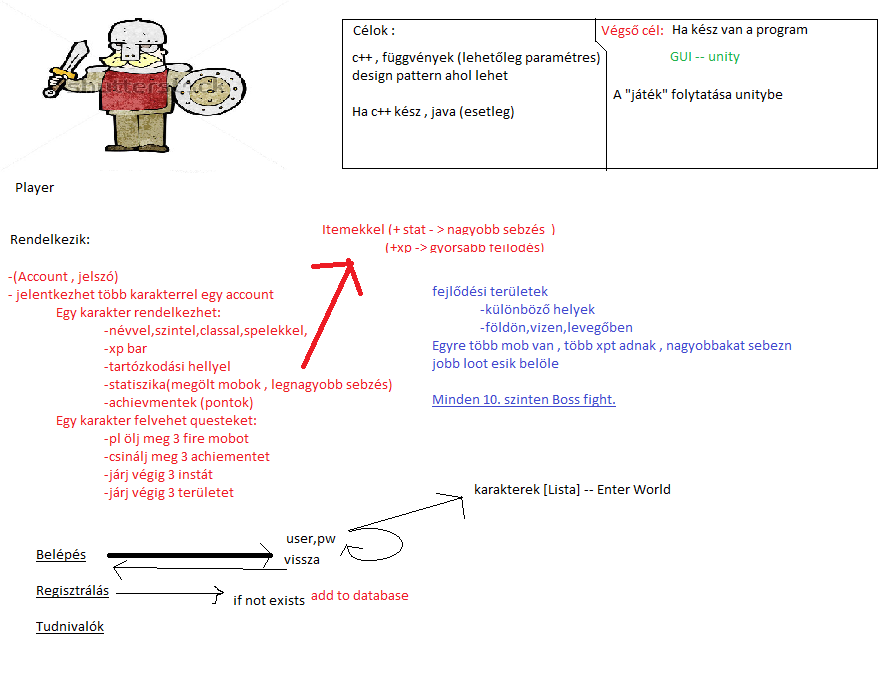 shutterstock
Player
Célok :
c++ , függvények (lehetőleg paramétres)
design pattern ahol lehet
Ha c++ kész , java (esetleg)
Végső cél: Ha kész van a program
GUI -- unity
A "játék" folytatása unitybe
Rendelkezik:
Itemekkel (+ stat - > nagyobb sebzés )
(+xp -> gyorsabb fejlődés)
-(Account , jelszó)
- jelentkezhet több karakterrel egy account
Egy karakter rendelkezhet:
-névvel,szintel,classal,spelekkel,
-xp bar
-tartózkodási hellyel
-statiszika(megölt mobok , legnagyobb sebzés)
-achievmentek (pontok)
Egy karakter felvehet questeket:
-pl ölj meg 3 fire mobot
-csinálj meg 3 achiementet
-járj végig 3 instát
-járj végig 3 területet
fejlődési területek
-különböző helyek
-földön,vizen,levegőben
Egyre több mob van , több xpt adnak , nagyobbakat sebezn
jobb loot esik belöle
Minden 10. szinten Boss fight.
karakterek [Lista] -- Enter World
user,pw
Belépés
vissza
Regisztrálás
if not exists add to database
Tudnivalók